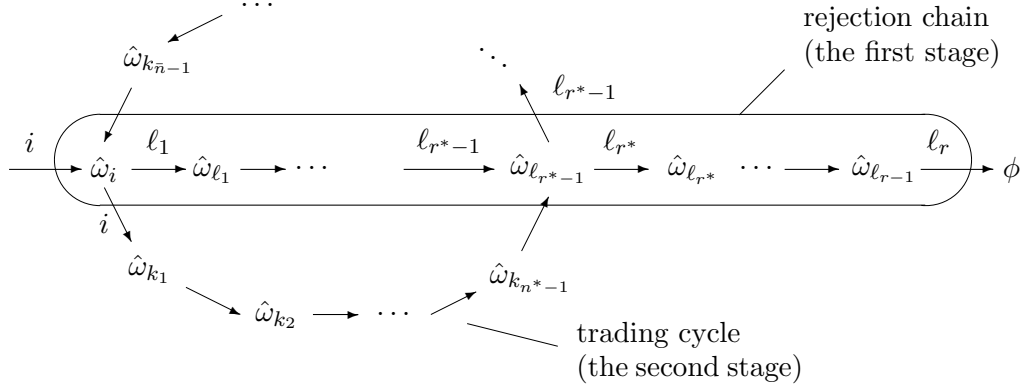 ⋯
rejection chain
(the first stage)
ω̂_{k_{n̄−1}}
⋱
ℓ_{r*−1}
i ℓ_1 ℓ_{r*−1} ℓ_{r*} ℓ_r
ω̂_i ω̂_{ℓ_1} ⋯ ω̂_{ℓ_{r*−1}} ω̂_{ℓ_{r*}} ⋯ ω̂_{ℓ_{r−1}} ϕ
i
ω̂_{k_1} ω̂_{k_{n*−1}}
ω̂_{k_2} ⋯
trading cycle
(the second stage)